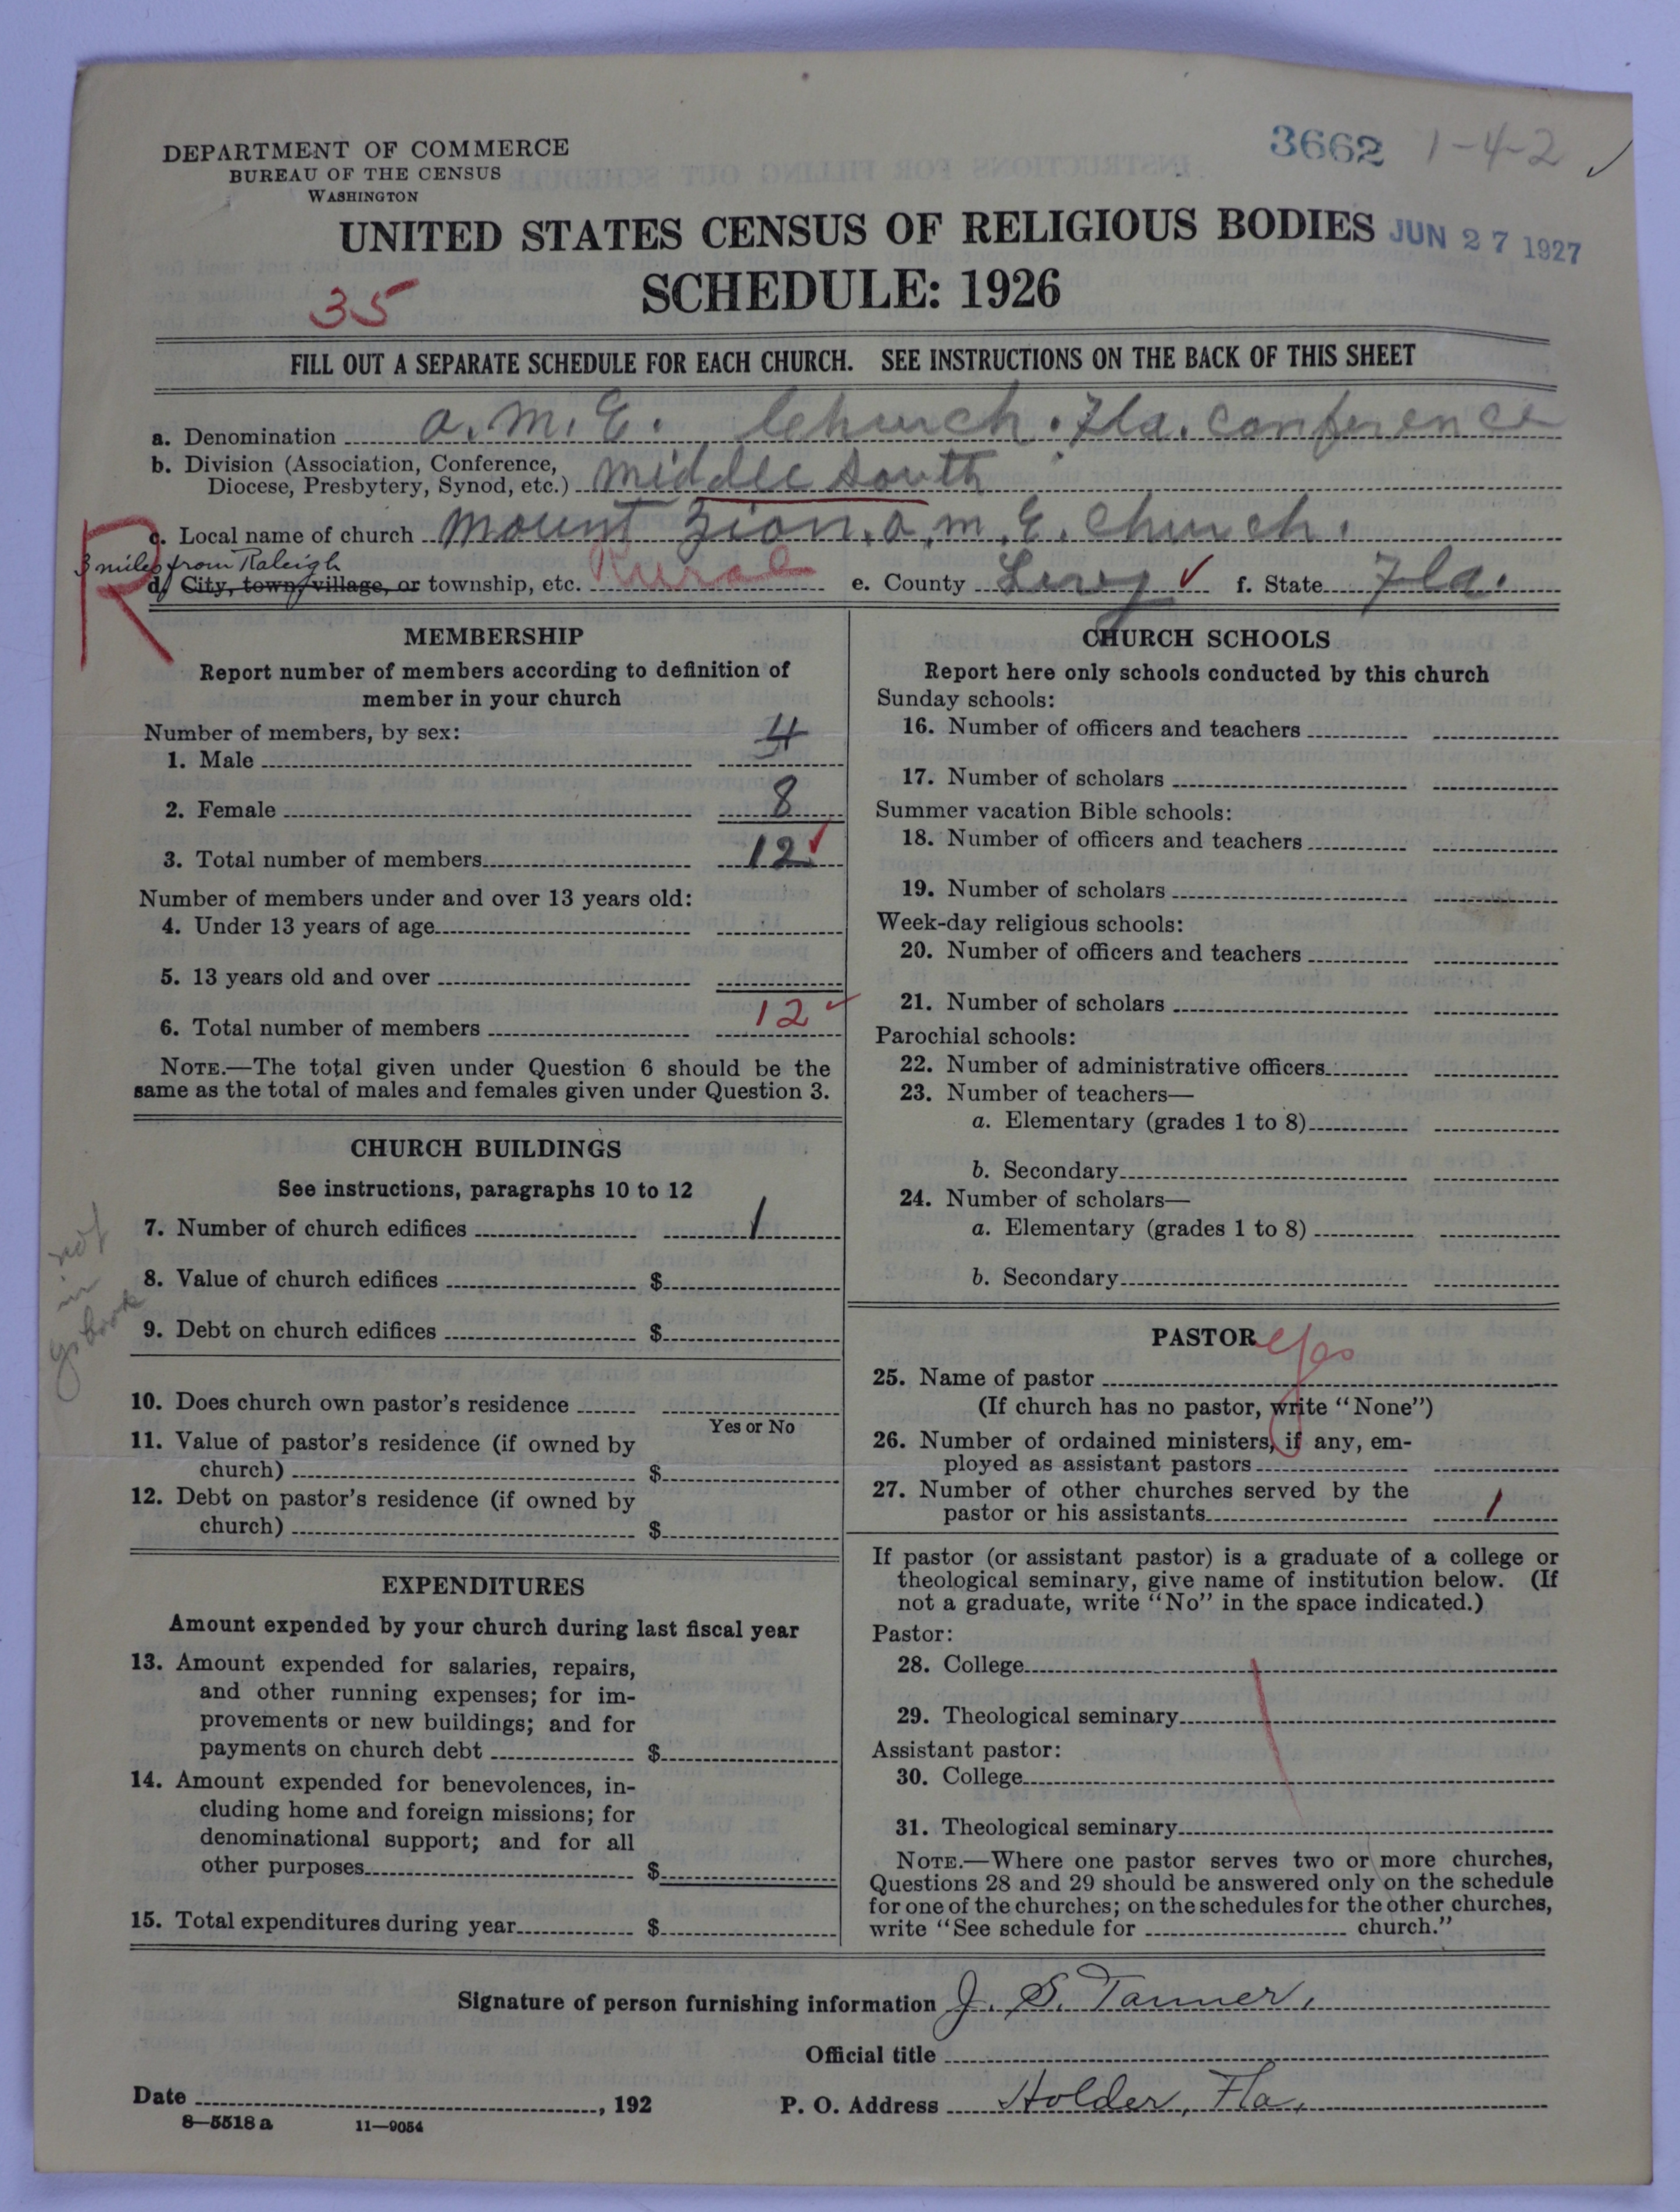 DEPARTMENT OF COMMERCE
BUREAU OF THE CENSUS
WASHINGTON
3662 1-4-2 ✓
UNITED STATES CENSUS OF RELIGIOUS BODIES
JUN 27 1927
35
SCHEDULE: 1926
FILL OUT A SEPARATE SCHEDULE FOR EACH CHURCH. SEE INSTRUCTIONS ON THE BACK OF THIS SHEET
a. Denomination a. m. E. Church. Fla. Conference
b. Division (Association, Conference,
Diocese, Presbytery, Synod, etc.) middle south
R
c. Local name of church mount Zion. a. m. E. Church.
3 miles from Raleigh
d. City, town, village, or township, etc. Rural e. County Levy ✓ f. State Fla.
MEMBERSHIP
Report number of members according to definition of
member in your church
Number of members, by sex:
1. Male 4
2. Female 8
3. Total number of members 12 ✓
Number of members under and over 13 years old:
4. Under 13 years of age
5. 13 years old and over
6. Total number of members 12 ✓
NOTE.—The total given under Question 6 should be the
same as the total of males and females given under Question 3.
CHURCH BUILDINGS
See instructions, paragraphs 10 to 12
not
in
book
7. Number of church edifices 1
8. Value of church edifices $
9. Debt on church edifices $
10. Does church own pastor's residence
Yes or No
11. Value of pastor's residence (if owned by
church) $
12. Debt on pastor's residence (if owned by
church) $
EXPENDITURES
Amount expended by your church during last fiscal year
13. Amount expended for salaries, repairs,
and other running expenses; for im-
provements or new buildings; and for
payments on church debt $
14. Amount expended for benevolences, in-
cluding home and foreign missions; for
denominational support; and for all
other purposes $
15. Total expenditures during year $
CHURCH SCHOOLS
Report here only schools conducted by this church
Sunday schools:
16. Number of officers and teachers
17. Number of scholars
Summer vacation Bible schools:
18. Number of officers and teachers
19. Number of scholars
Week-day religious schools:
20. Number of officers and teachers
21. Number of scholars
Parochial schools:
22. Number of administrative officers
23. Number of teachers—
a. Elementary (grades 1 to 8)
b. Secondary
24. Number of scholars—
a. Elementary (grades 1 to 8)
b. Secondary
PASTOR yes
25. Name of pastor
(If church has no pastor, write "None")
26. Number of ordained ministers, if any, em-
ployed as assistant pastors
27. Number of other churches served by the
pastor or his assistants 1
If pastor (or assistant pastor) is a graduate of a college or
theological seminary, give name of institution below. (If
not a graduate, write "No" in the space indicated.)
Pastor:
28. College
29. Theological seminary
Assistant pastor:
30. College
31. Theological seminary
NOTE.—Where one pastor serves two or more churches,
Questions 28 and 29 should be answered only on the schedule
for one of the churches; on the schedules for the other churches,
write "See schedule for church."
Signature of person furnishing information J. S. Tanner,
Official title
Date , 192
P. O. Address Holder, Fla,
8—5518 a 11—9054